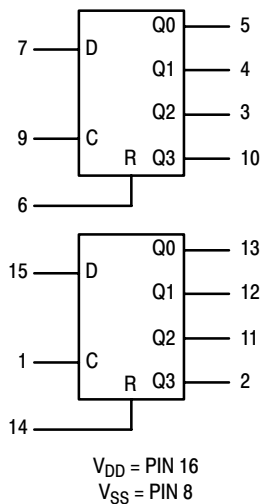 Q0 5
7 D
Q1 4
Q2 3
9 C
R Q3 10
6
Q0 13
15 D
Q1 12
Q2 11
1 C
R Q3 2
14
VDD = PIN 16
VSS = PIN 8